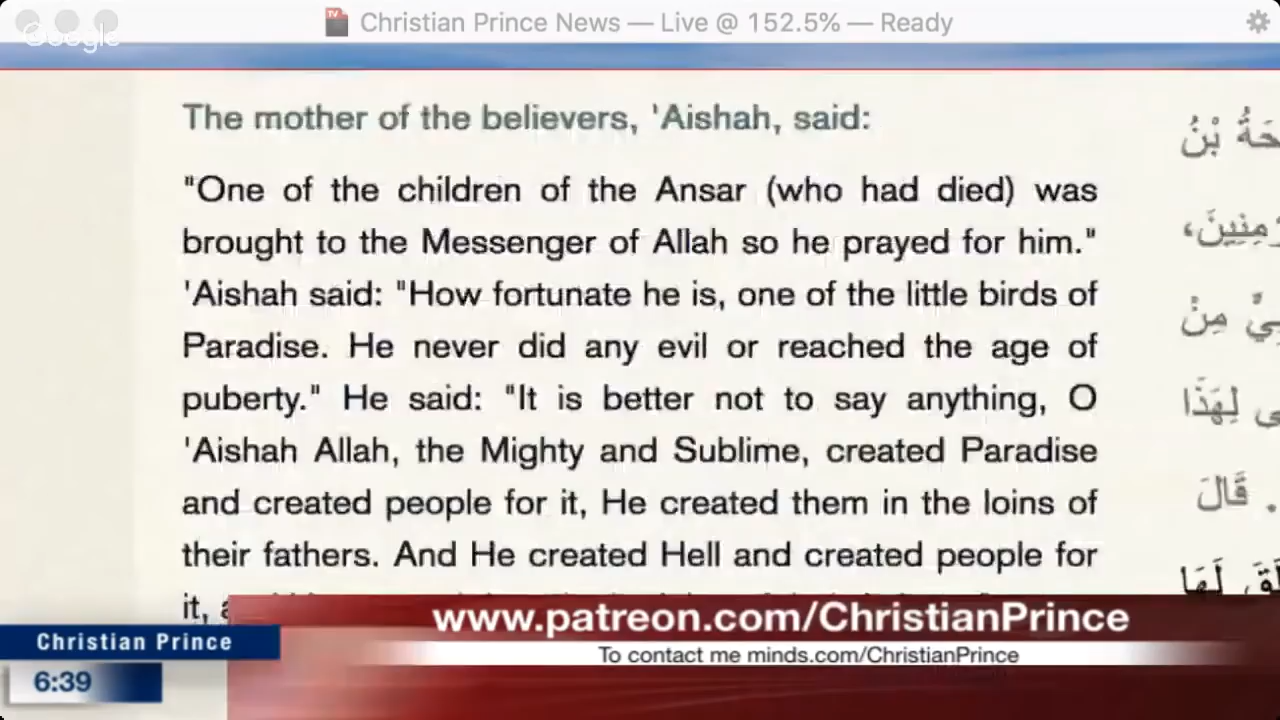 Google
Christian Prince News — Live @ 152.5% — Ready
The mother of the believers, 'Aishah, said:
"One of the children of the Ansar (who had died) was
brought to the Messenger of Allah so he prayed for him."
'Aishah said: "How fortunate he is, one of the little birds of
Paradise. He never did any evil or reached the age of
puberty." He said: "It is better not to say anything, O
'Aishah Allah, the Mighty and Sublime, created Paradise
and created people for it, He created them in the loins of
their fathers. And He created Hell and created people for
it,
حَةُ بْنُ
مِنِينَ،
يٍّ مِنْ
ى لِهَذَا
. قَالَ
لَقَ لَهَا
www.patreon.com/ChristianPrince
To contact me minds.com/ChristianPrince
Christian Prince
6:39